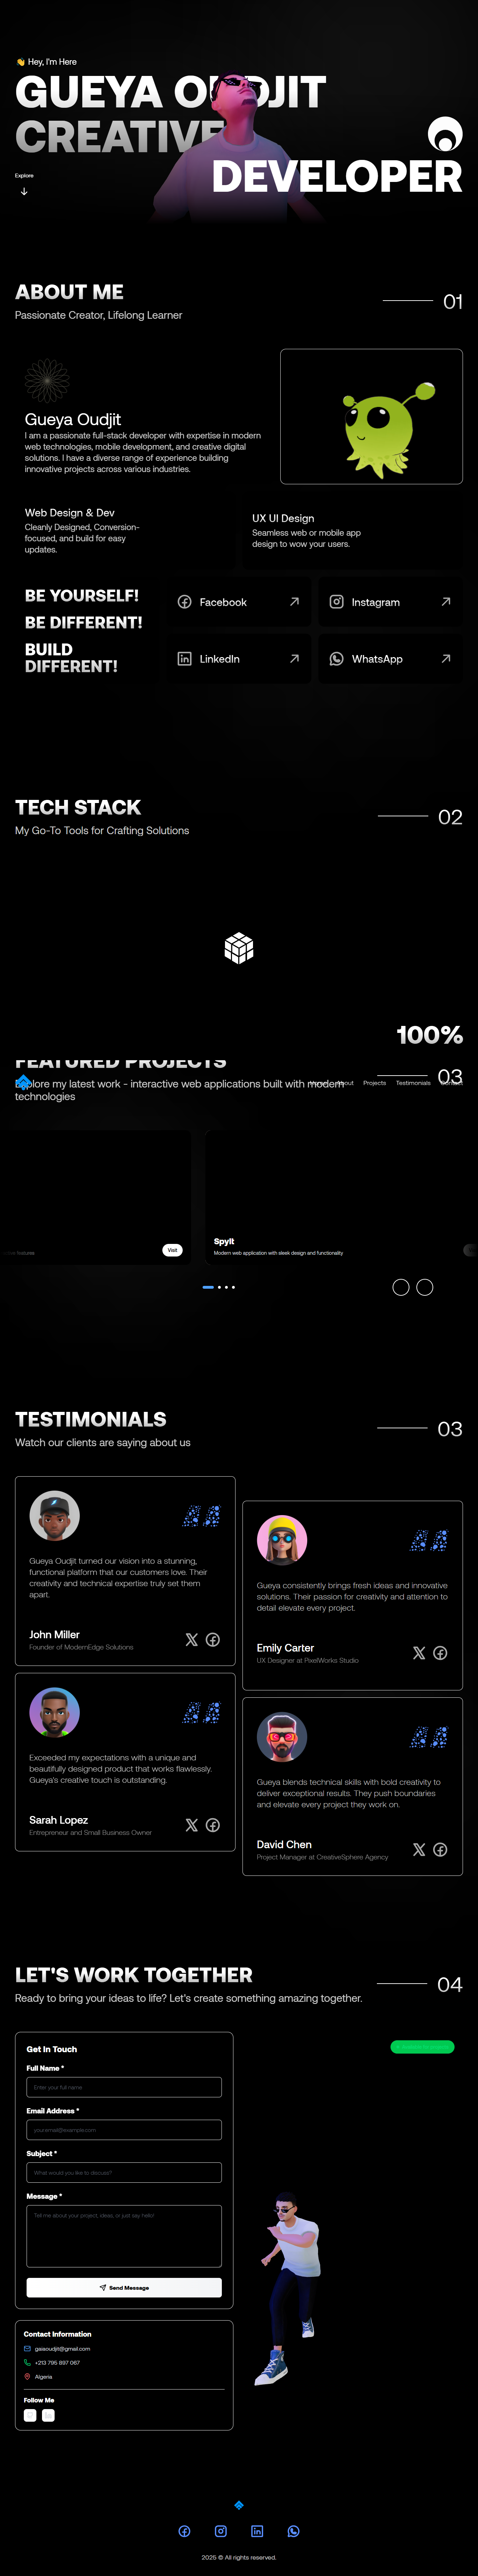 👋 Hey, I'm Here
GUEYA OUDJIT
CREATIVE
DEVELOPER
Explore
ABOUT ME
01
Passionate Creator, Lifelong Learner
Gueya Oudjit
I am a passionate full-stack developer with expertise in modern
web technologies, mobile development, and creative digital
solutions. I have a diverse range of experience building
innovative projects across various industries.
Web Design & Dev
Cleanly Designed, Conversion-
focused, and build for easy
updates.
UX UI Design
Seamless web or mobile app
design to wow your users.
BE YOURSELF!
BE DIFFERENT!
BUILD
DIFFERENT!
Facebook
Instagram
LinkedIn
WhatsApp
TECH STACK
02
My Go-To Tools for Crafting Solutions
100%
FEATURED PROJECTS
03
Explore my latest work - interactive web applications built with modern
technologies
About
Projects
Testimonials
features
Visit
Spylt
Modern web application with sleek design and functionality
TESTIMONIALS
03
Watch our clients are saying about us
Gueya Oudjit turned our vision into a stunning,
functional platform that our customers love. Their
creativity and technical expertise truly set them
apart.
John Miller
Founder of ModernEdge Solutions
Gueya consistently brings fresh ideas and innovative
solutions. Their passion for creativity and attention to
detail elevate every project.
Emily Carter
UX Designer at PixelWorks Studio
Exceeded my expectations with a unique and
beautifully designed product that works flawlessly.
Gueya's creative touch is outstanding.
Sarah Lopez
Entrepreneur and Small Business Owner
Gueya blends technical skills with bold creativity to
deliver exceptional results. They push boundaries
and elevate every project they work on.
David Chen
Project Manager at CreativeSphere Agency
LET'S WORK TOGETHER
04
Ready to bring your ideas to life? Let's create something amazing together.
Get In Touch
Full Name *
Enter your full name
Email Address *
your.email@example.com
Subject *
What would you like to discuss?
Message *
Tell me about your project, ideas, or just say hello!
Send Message
Contact Information
gaiaoudjit@gmail.com
+213 795 897 067
Algeria
Follow Me
2025 © All rights reserved.